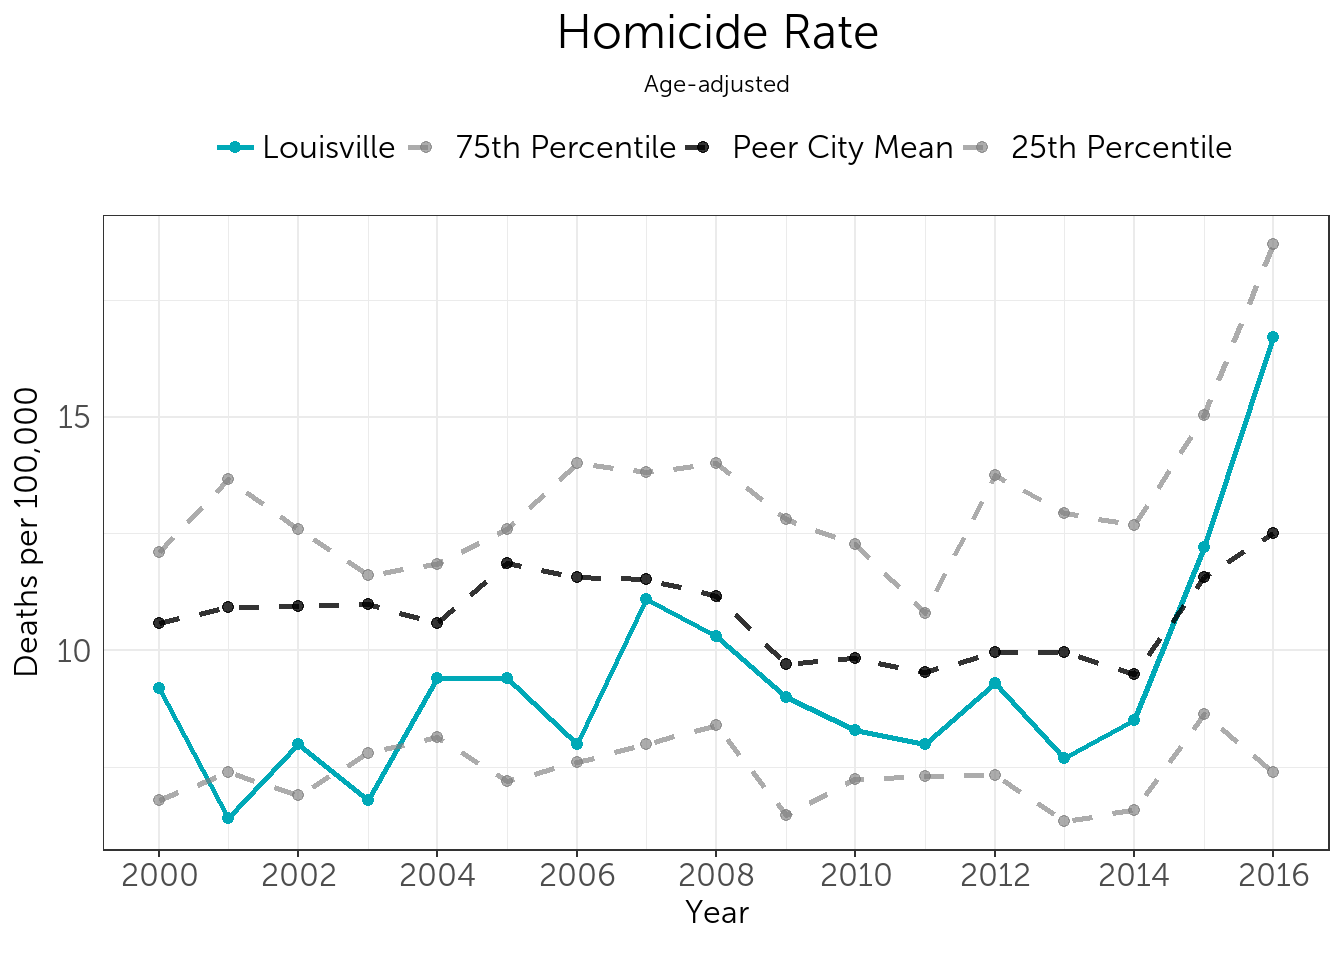 Homicide Rate
Age-adjusted
Louisville 75th Percentile Peer City Mean 25th Percentile
Deaths per 100,000
15
10
2000 2002 2004 2006 2008 2010 2012 2014 2016
Year